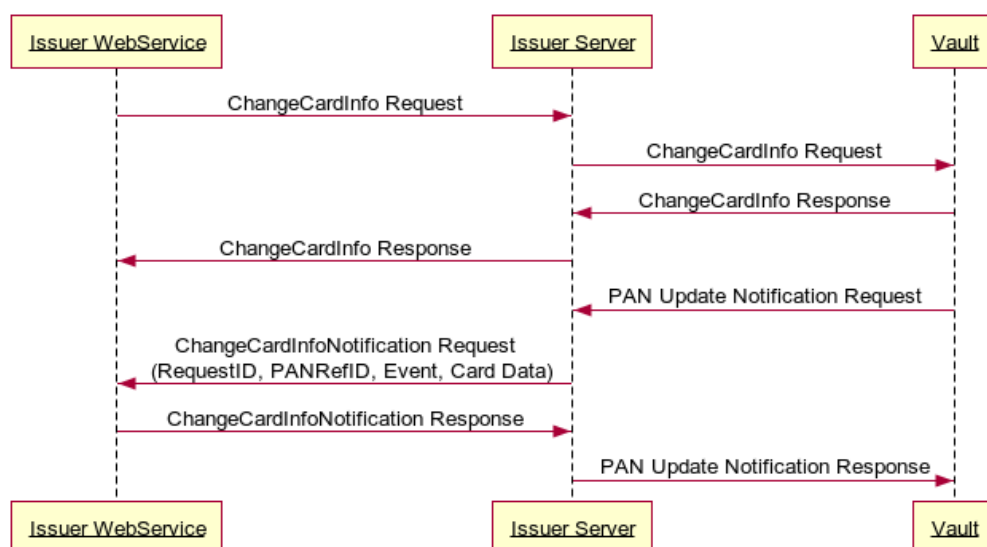 Issuer WebService
Issuer Server
Vault
ChangeCardInfo Request
ChangeCardInfo Request
ChangeCardInfo Response
ChangeCardInfo Response
PAN Update Notification Request
ChangeCardInfoNotification Request
(RequestID, PANRefID, Event, Card Data)
ChangeCardInfoNotification Response
PAN Update Notification Response
Issuer WebService
Issuer Server
Vault